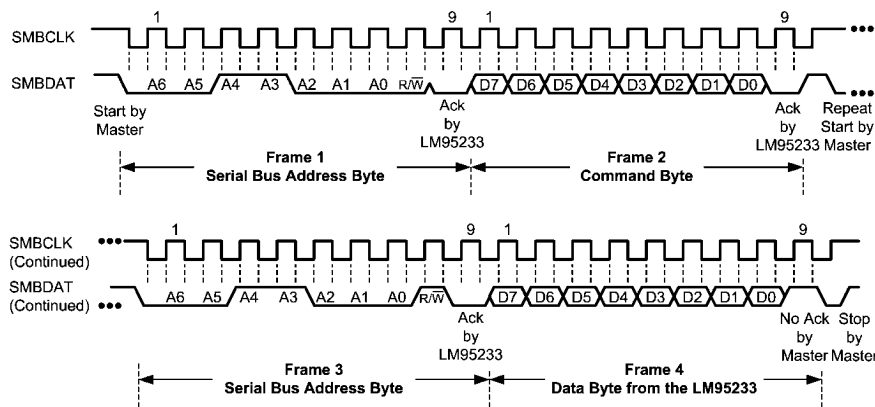 1 9 1 9
SMBCLK
SMBDAT
A6 A5 A4 A3 A2 A1 A0 R/W̅ D7 D6 D5 D4 D3 D2 D1 D0
Start by
Master
Ack
by
LM95233
Ack
by
LM95233
Repeat
Start by
Master
Frame 1
Serial Bus Address Byte
Frame 2
Command Byte
1 9 1 9
SMBCLK
(Continued)
SMBDAT
(Continued)
A6 A5 A4 A3 A2 A1 A0 R/W̅ D7 D6 D5 D4 D3 D2 D1 D0
Ack
by
LM95233
No Ack
by
Master
Stop
by
Master
Frame 3
Serial Bus Address Byte
Frame 4
Data Byte from the LM95233